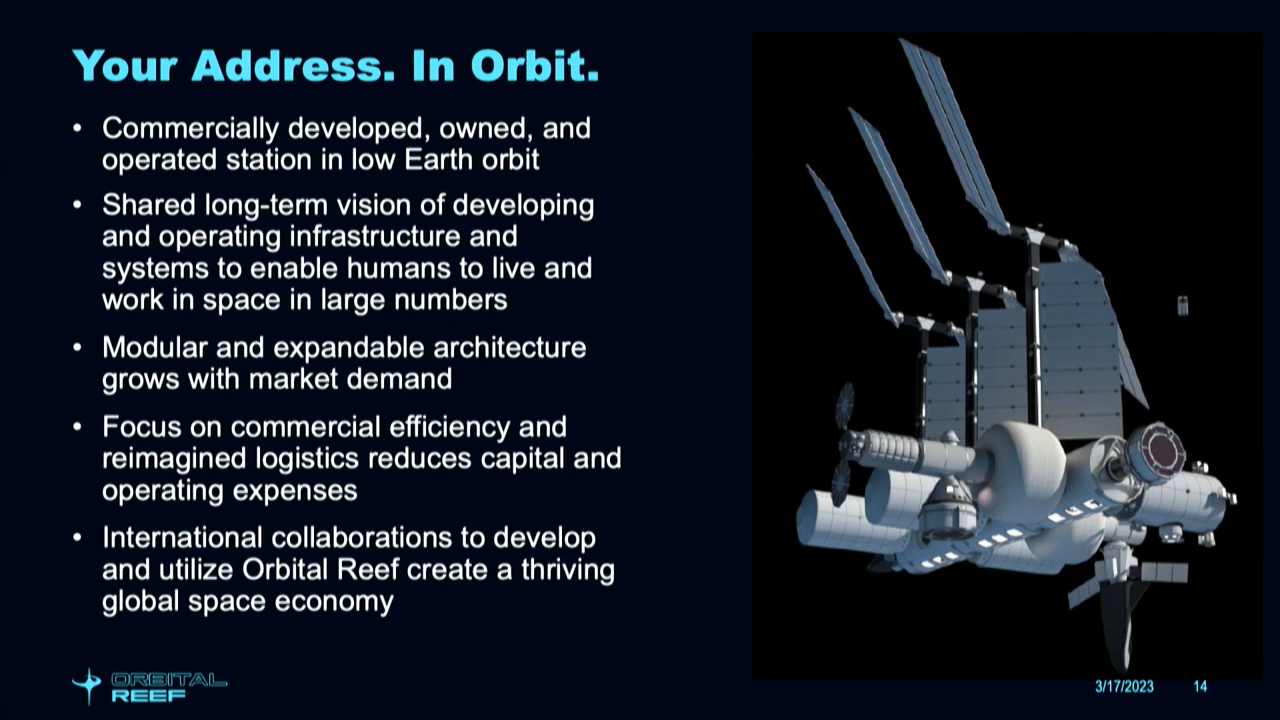 Your Address. In Orbit.
• Commercially developed, owned, and
operated station in low Earth orbit
• Shared long-term vision of developing
and operating infrastructure and
systems to enable humans to live and
work in space in large numbers
• Modular and expandable architecture
grows with market demand
• Focus on commercial efficiency and
reimagined logistics reduces capital and
operating expenses
• International collaborations to develop
and utilize Orbital Reef create a thriving
global space economy
ORBITAL
REEF
3/17/2023 14